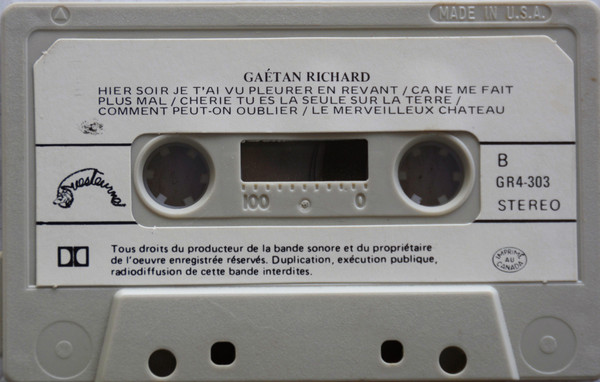 MADE IN U.S.A.
GAÉTAN RICHARD
HIER SOIR JE T'AI VU PLEURER EN REVANT / CA NE ME FAIT
PLUS MAL / CHERIE TU ES LA SEULE SUR LA TERRE /
COMMENT PEUT-ON OUBLIER / LE MERVEILLEUX CHATEAU
B
GR4-303
STEREO
100 0
Tous droits du producteur de la bande sonore et du propriétaire
de l'oeuvre enregistrée réservés. Duplication, exécution publique,
radiodiffusion de cette bande interdites.
IMPRIMÉ
AU
CANADA